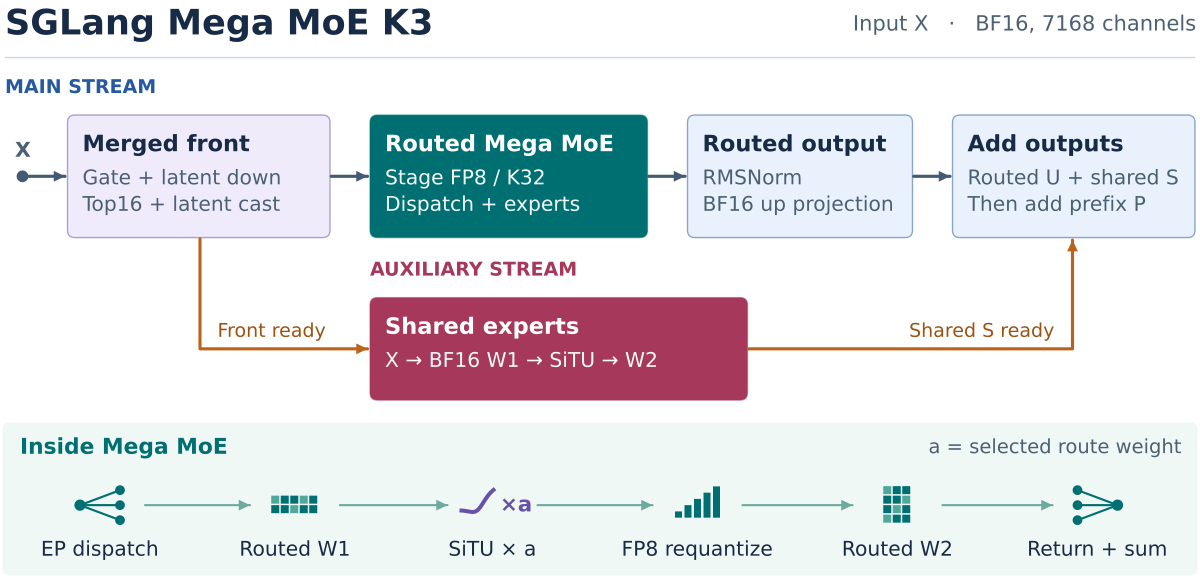 SGLang Mega MoE K3
Input X · BF16, 7168 channels
MAIN STREAM
X
Merged front
Gate + latent down
Top16 + latent cast
Routed Mega MoE
Stage FP8 / K32
Dispatch + experts
Routed output
RMSNorm
BF16 up projection
Add outputs
Routed U + shared S
Then add prefix P
AUXILIARY STREAM
Front ready
Shared experts
X → BF16 W1 → SiTU → W2
Shared S ready
Inside Mega MoE
a = selected route weight
×a
EP dispatch
Routed W1
SiTU × a
FP8 requantize
Routed W2
Return + sum